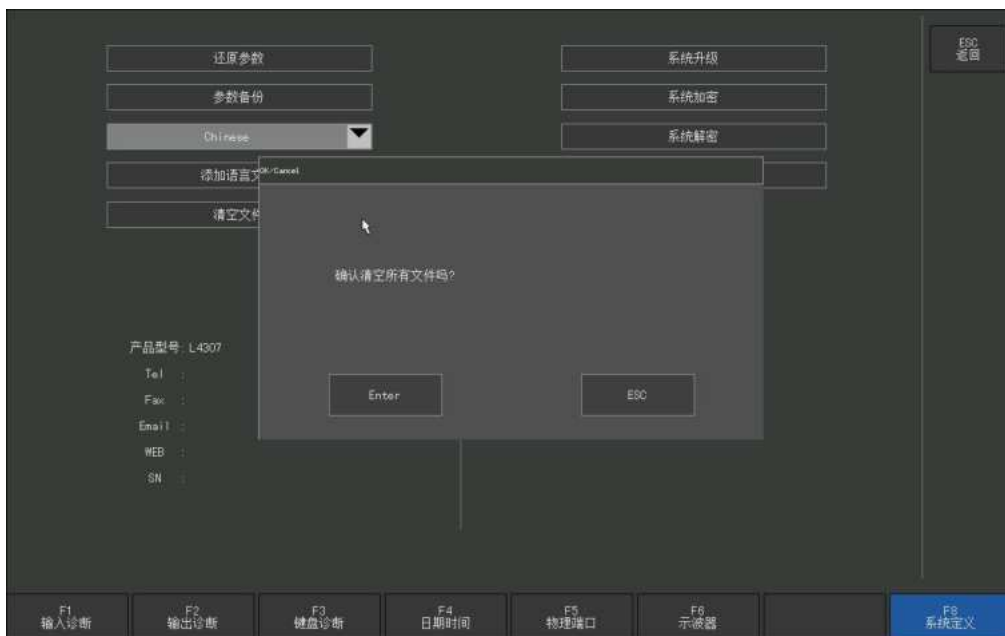 还原参数
系统升级
ESC
返回
参数备份
系统加密
Chinese
系统解密
添加语言文
OK/Cancel
清空文件
确认清空所有文件吗?
产品型号: L4307
Tel :
Fax :
Email :
WEB :
SN :
Enter
ESC
F1
输入诊断
F2
输出诊断
F3
键盘诊断
F4
日期时间
F5
物理端口
F6
示波器
F8
系统定义